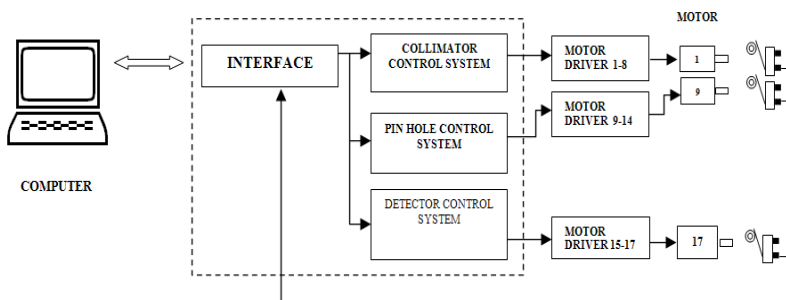 MOTOR
COLLIMATOR
CONTROL SYSTEM
MOTOR
DRIVER 1-8
1
INTERFACE
9
MOTOR
DRIVER 9-14
PIN HOLE CONTROL
SYSTEM
COMPUTER
DETECTOR CONTROL
SYSTEM
MOTOR
DRIVER 15-17
17